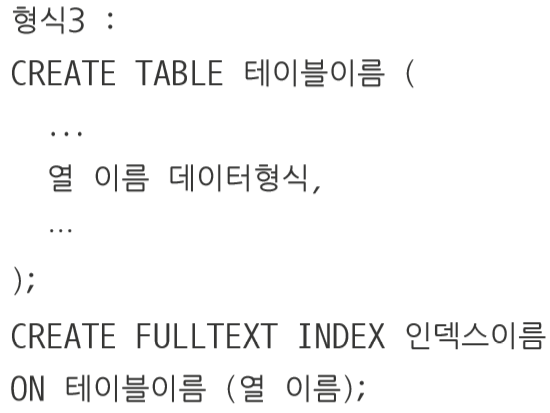 형식3 :
CREATE TABLE 테이블이름 (
...
열 이름 데이터형식,
...
);
CREATE FULLTEXT INDEX 인덱스이름
ON 테이블이름 (열 이름);